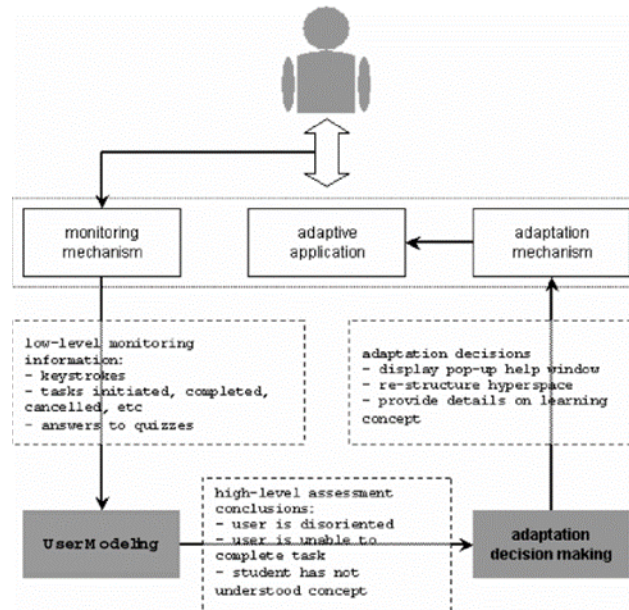 monitoring
mechanism
adaptive
application
adaptation
mechanism
low-level monitoring
information:
- keystrokes
- tasks initiated, completed,
cancelled, etc
- answers to quizzes
adaptation decisions
- display pop-up help window
- re-structure hyperspace
- provide details on learning
concept
high-level assessment
conclusions:
- user is disoriented
- user is unable to
complete task
- student has not
understood concept
UserModeling
adaptation
decision making